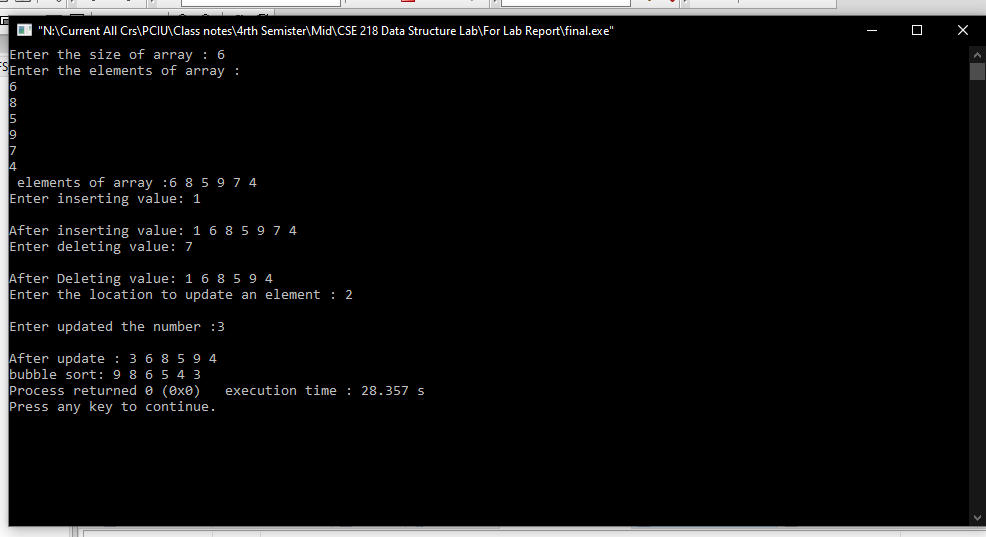 "N:\Current All Crs\PCIU\Class notes\4rth Semister\Mid\CSE 218 Data Structure Lab\For Lab Report\final.exe"
Enter the size of array : 6
Enter the elements of array :
6
8
5
9
7
4
 elements of array :6 8 5 9 7 4
Enter inserting value: 1
After inserting value: 1 6 8 5 9 7 4
Enter deleting value: 7
After Deleting value: 1 6 8 5 9 4
Enter the location to update an element : 2
Enter updated the number :3
After update : 3 6 8 5 9 4
bubble sort: 9 8 6 5 4 3
Process returned 0 (0x0)   execution time : 28.357 s
Press any key to continue.